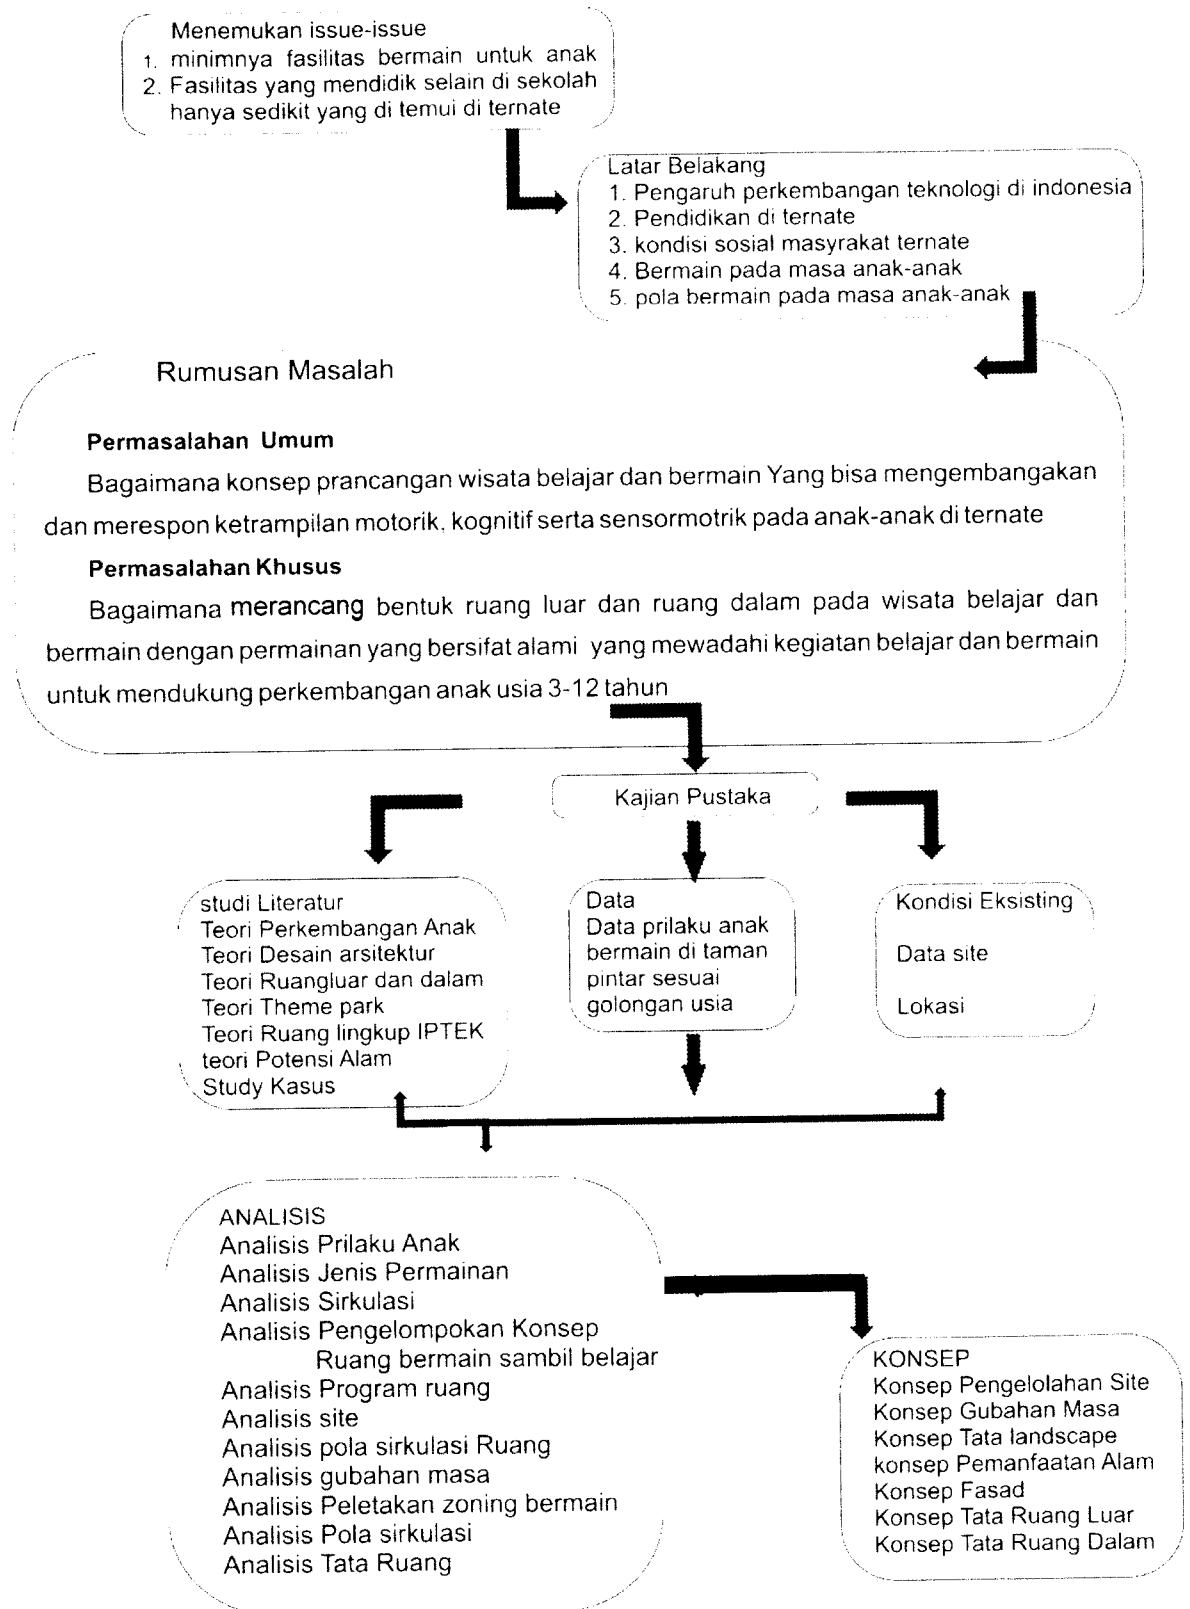 Menemukan issue-issue
1. minimnya fasilitas bermain untuk anak
2. Fasilitas yang mendidik selain di sekolah
hanya sedikit yang di temui di ternate
Latar Belakang
1. Pengaruh perkembangan teknologi di indonesia
2. Pendidikan di ternate
3. kondisi sosial masyrakat ternate
4. Bermain pada masa anak-anak
5. pola bermain pada masa anak-anak
Rumusan Masalah
Permasalahan Umum
Bagaimana konsep prancangan wisata belajar dan bermain Yang bisa mengembangakan
dan merespon ketrampilan motorik, kognitif serta sensormotrik pada anak-anak di ternate
Permasalahan Khusus
Bagaimana merancang bentuk ruang luar dan ruang dalam pada wisata belajar dan
bermain dengan permainan yang bersifat alami yang mewadahi kegiatan belajar dan bermain
untuk mendukung perkembangan anak usia 3-12 tahun
Kajian Pustaka
studi Literatur
Teori Perkembangan Anak
Teori Desain arsitektur
Teori Ruangluar dan dalam
Teori Theme park
Teori Ruang lingkup IPTEK
teori Potensi Alam
Study Kasus
Data
Data prilaku anak
bermain di taman
pintar sesuai
golongan usia
Kondisi Eksisting
Data site
Lokasi
ANALISIS
Analisis Prilaku Anak
Analisis Jenis Permainan
Analisis Sirkulasi
Analisis Pengelompokan Konsep
Ruang bermain sambil belajar
Analisis Program ruang
Analisis site
Analisis pola sirkulasi Ruang
Analisis gubahan masa
Analisis Peletakan zoning bermain
Analisis Pola sirkulasi
Analisis Tata Ruang
KONSEP
Konsep Pengelolahan Site
Konsep Gubahan Masa
Konsep Tata landscape
konsep Pemanfaatan Alam
Konsep Fasad
Konsep Tata Ruang Luar
Konsep Tata Ruang Dalam